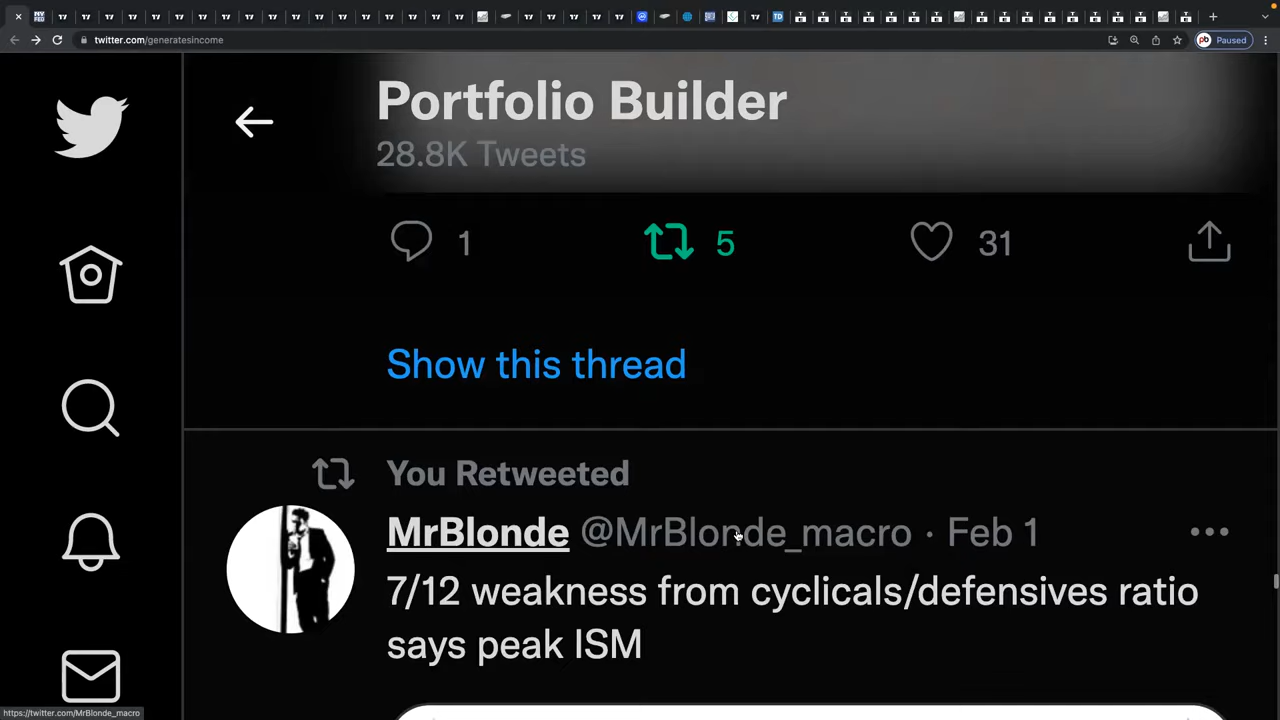 twitter.com/generatesincome
Paused
Portfolio Builder
28.8K Tweets
1
5
31
Show this thread
You Retweeted
MrBlonde @MrBlonde_macro · Feb 1
7/12 weakness from cyclicals/defensives ratio
says peak ISM
https://twitter.com/MrBlonde_macro